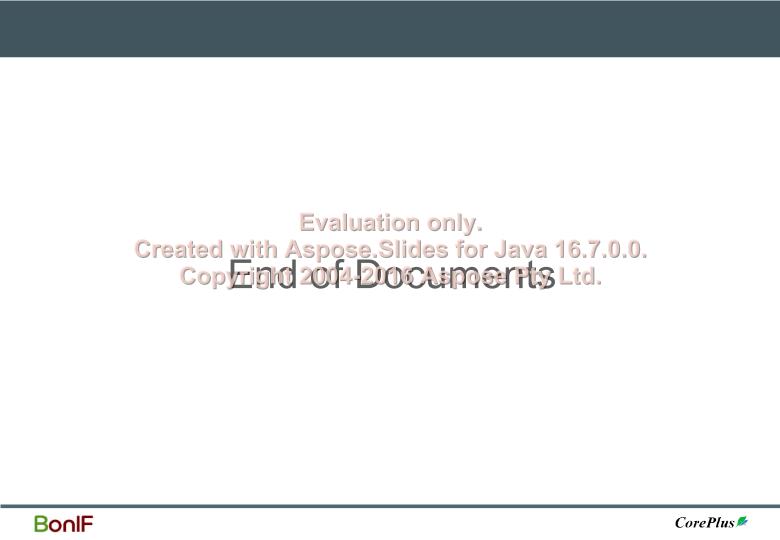 Evaluation only.
Created with Aspose.Slides for Java 16.7.0.0.
Copyright 2004-2016 Aspose Pty Ltd.
End of Documents
BonIF
CorePlus